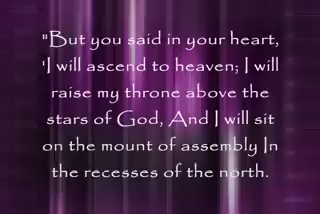 "But you said in your heart,
'I will ascend to heaven; I will
raise my throne above the
stars of God, And I will sit
on the mount of assembly In
the recesses of the north.